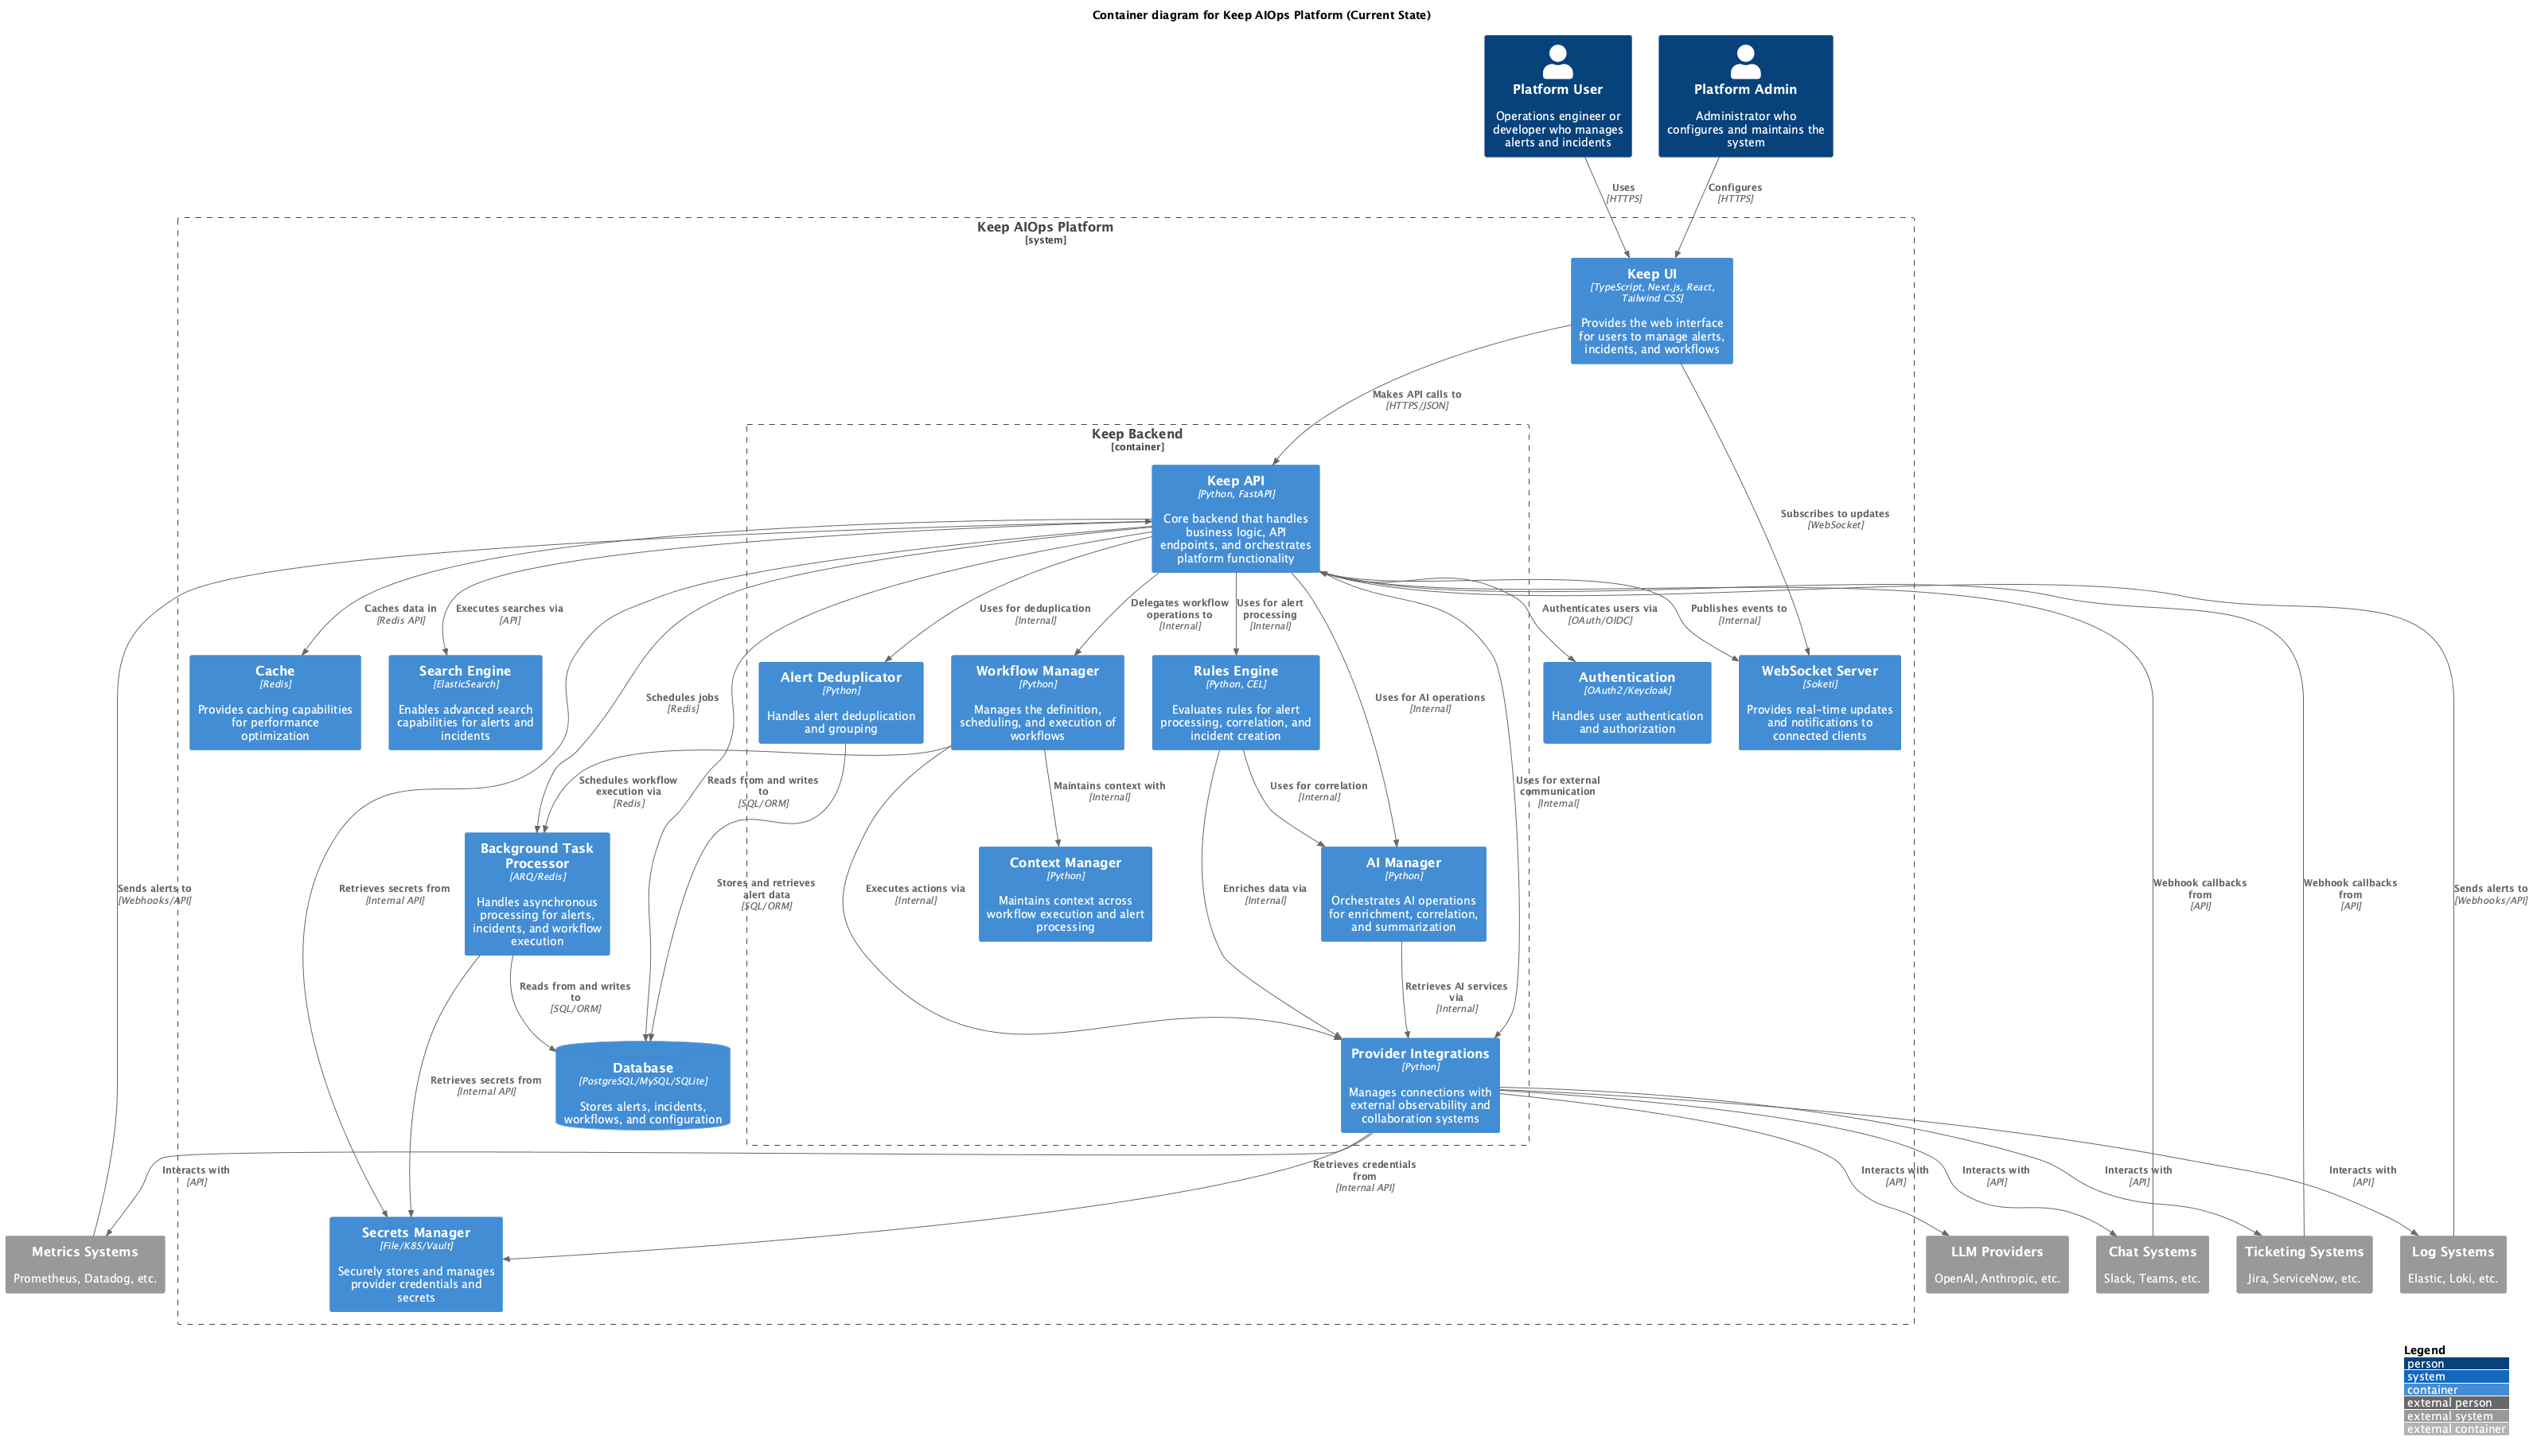 Container diagram for Keep AIOps Platform (Current State)
Platform User
Operations engineer or
developer who manages
alerts and incidents
Platform Admin
Administrator who
configures and maintains the
system
Uses
[HTTPS]
Configures
[HTTPS]
Keep AIOps Platform
[system]
Keep UI
[TypeScript, Next.js, React,
Tailwind CSS]
Provides the web interface
for users to manage alerts,
incidents, and workflows
Makes API calls to
[HTTPS/JSON]
Keep Backend
[container]
Keep API
[Python, FastAPI]
Core backend that handles
business logic, API
endpoints, and orchestrates
platform functionality
Subscribes to updates
[WebSocket]
Caches data in
[Redis API]
Executes searches via
[API]
Uses for deduplication
[Internal]
Delegates workflow
operations to
[Internal]
Uses for alert
processing
[Internal]
Authenticates users via
[OAuth/OIDC]
Publishes events to
[Internal]
Cache
[Redis]
Provides caching capabilities
for performance
optimization
Search Engine
[ElasticSearch]
Enables advanced search
capabilities for alerts and
incidents
Schedules jobs
[Redis]
Alert Deduplicator
[Python]
Handles alert deduplication
and grouping
Workflow Manager
[Python]
Manages the definition,
scheduling, and execution of
workflows
Rules Engine
[Python, CEL]
Evaluates rules for alert
processing, correlation, and
incident creation
Uses for AI operations
[Internal]
Authentication
[OAuth2/Keycloak]
Handles user authentication
and authorization
WebSocket Server
[Soketi]
Provides real-time updates
and notifications to
connected clients
Schedules workflow
execution via
[Redis]
Reads from and writes
to
[SQL/ORM]
Maintains context with
[Internal]
Uses for correlation
[Internal]
Uses for external
communication
[Internal]
Background Task
Processor
[ARQ/Redis]
Handles asynchronous
processing for alerts,
incidents, and workflow
execution
Context Manager
[Python]
Maintains context across
workflow execution and alert
processing
AI Manager
[Python]
Orchestrates AI operations
for enrichment, correlation,
and summarization
Sends alerts to
[Webhooks/API]
Retrieves secrets from
[Internal API]
Stores and retrieves
alert data
[SQL/ORM]
Executes actions via
[Internal]
Enriches data via
[Internal]
Webhook callbacks
from
[API]
Webhook callbacks
from
[API]
Sends alerts to
[Webhooks/API]
Reads from and writes
to
[SQL/ORM]
Retrieves AI services
via
[Internal]
Retrieves secrets from
[Internal API]
Database
[PostgreSQL/MySQL/SQLite]
Stores alerts, incidents,
workflows, and configuration
Provider Integrations
[Python]
Manages connections with
external observability and
collaboration systems
Interacts with
[API]
Retrieves credentials
from
[Internal API]
Interacts with
[API]
Interacts with
[API]
Interacts with
[API]
Interacts with
[API]
Metrics Systems
Prometheus, Datadog, etc.
Secrets Manager
[File/K8S/Vault]
Securely stores and manages
provider credentials and
secrets
LLM Providers
OpenAI, Anthropic, etc.
Chat Systems
Slack, Teams, etc.
Ticketing Systems
Jira, ServiceNow, etc.
Log Systems
Elastic, Loki, etc.
Legend
person
system
container
external person
external system
external container